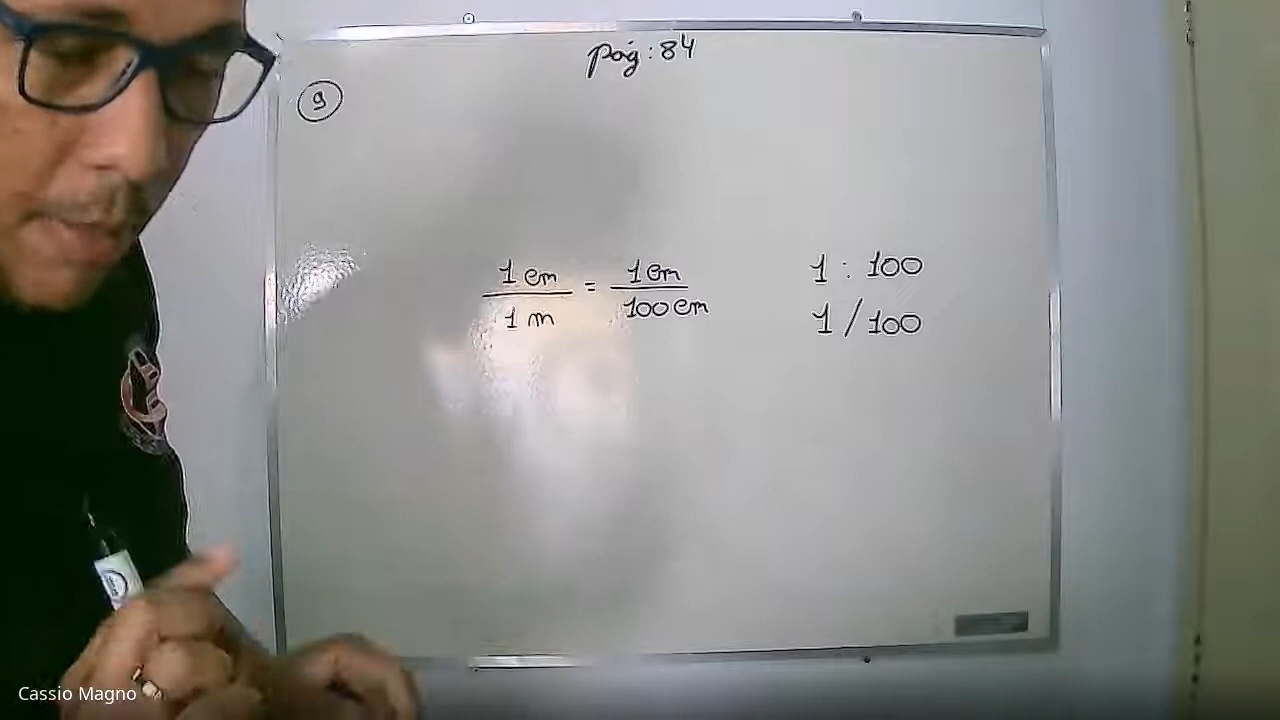 pág: 84
9
1 cm / 1 m = 1 cm / 100 cm
1 : 100
1 / 100
Cassio Magno